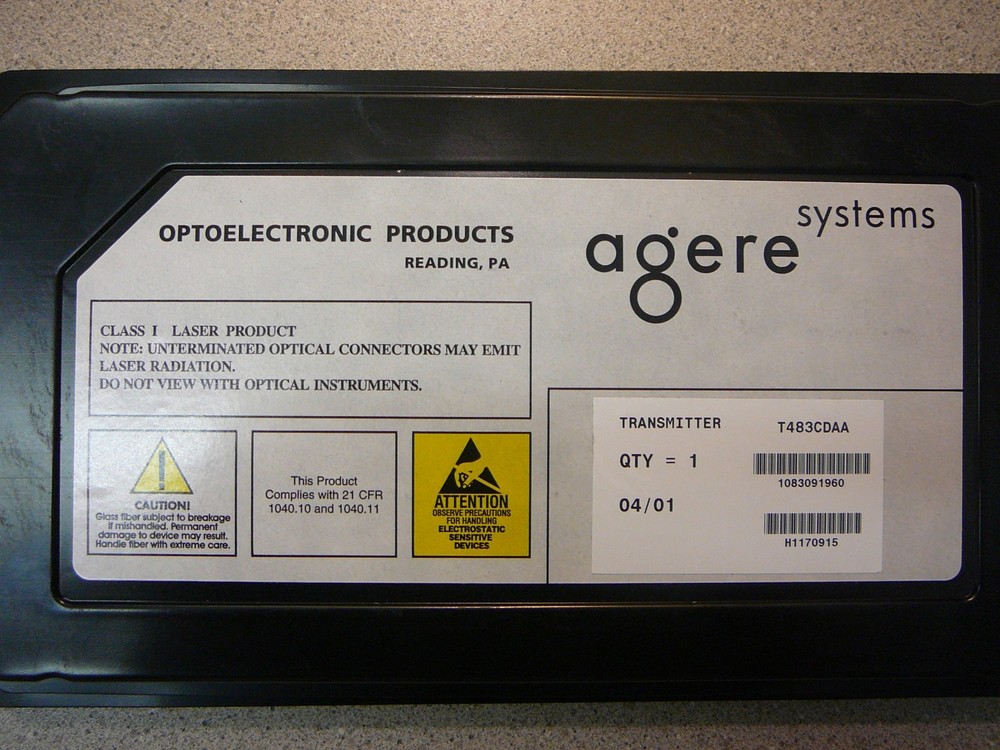 OPTOELECTRONIC PRODUCTS
READING, PA
agere systems
CLASS I LASER PRODUCT
NOTE: UNTERMINATED OPTICAL CONNECTORS MAY EMIT
LASER RADIATION.
DO NOT VIEW WITH OPTICAL INSTRUMENTS.
!
CAUTION!
Glass fiber subject to breakage
if mishandled. Permanent
damage to device may result.
Handle fiber with extreme care.
This Product
Complies with 21 CFR
1040.10 and 1040.11
ATTENTION
OBSERVE PRECAUTIONS
FOR HANDLING
ELECTROSTATIC
SENSITIVE
DEVICES
TRANSMITTER T483CDAA
QTY = 1
1083091960
04/01
H1170915